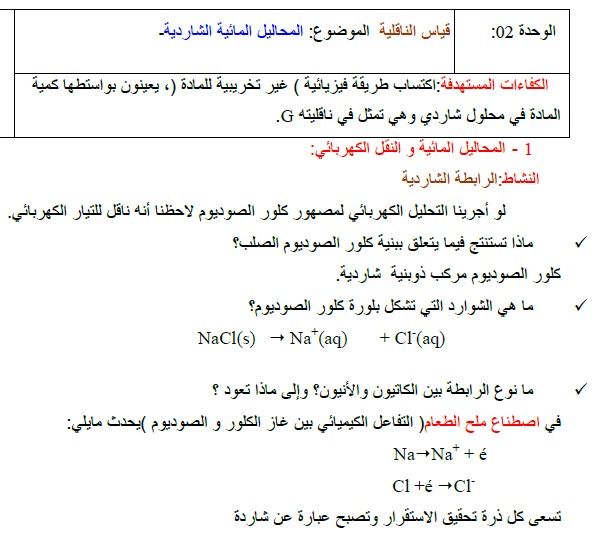 الوحدة 02: قياس الناقلية الموضوع: المحاليل المائية الشاردية-
الكفاءات المستهدفة:اكتساب طريقة فيزيائية ) غير تخريبية للمادة (، يعينون بواستطها كمية
المادة في محلول شاردي وهي تمثل في ناقليته G.
1 - المحاليل المائية و النقل الكهربائي:
النشاط:الرابطة الشاردية
لو أجرينا التحليل الكهربائي لمصهور كلور الصوديوم لاحظنا أنه ناقل للتيار الكهربائي.
✓ ماذا تستنتج فيما يتعلق ببنية كلور الصوديوم الصلب؟
كلور الصوديوم مركب ذوبنية شاردية.
✓ ما هي الشوارد التي تشكل بلورة كلور الصوديوم؟
NaCl(s) → Na⁺(aq) + Cl⁻(aq)
✓ ما نوع الرابطة بين الكاتيون والأنيون؟ وإلى ماذا تعود ؟
في اصطناع ملح الطعام( التفاعل الكيميائي بين غاز الكلور و الصوديوم )يحدث مايلي:
Na→Na⁺ + é
Cl +é →Cl⁻
تسعى كل ذرة تحقيق الاستقرار وتصبح عبارة عن شاردة